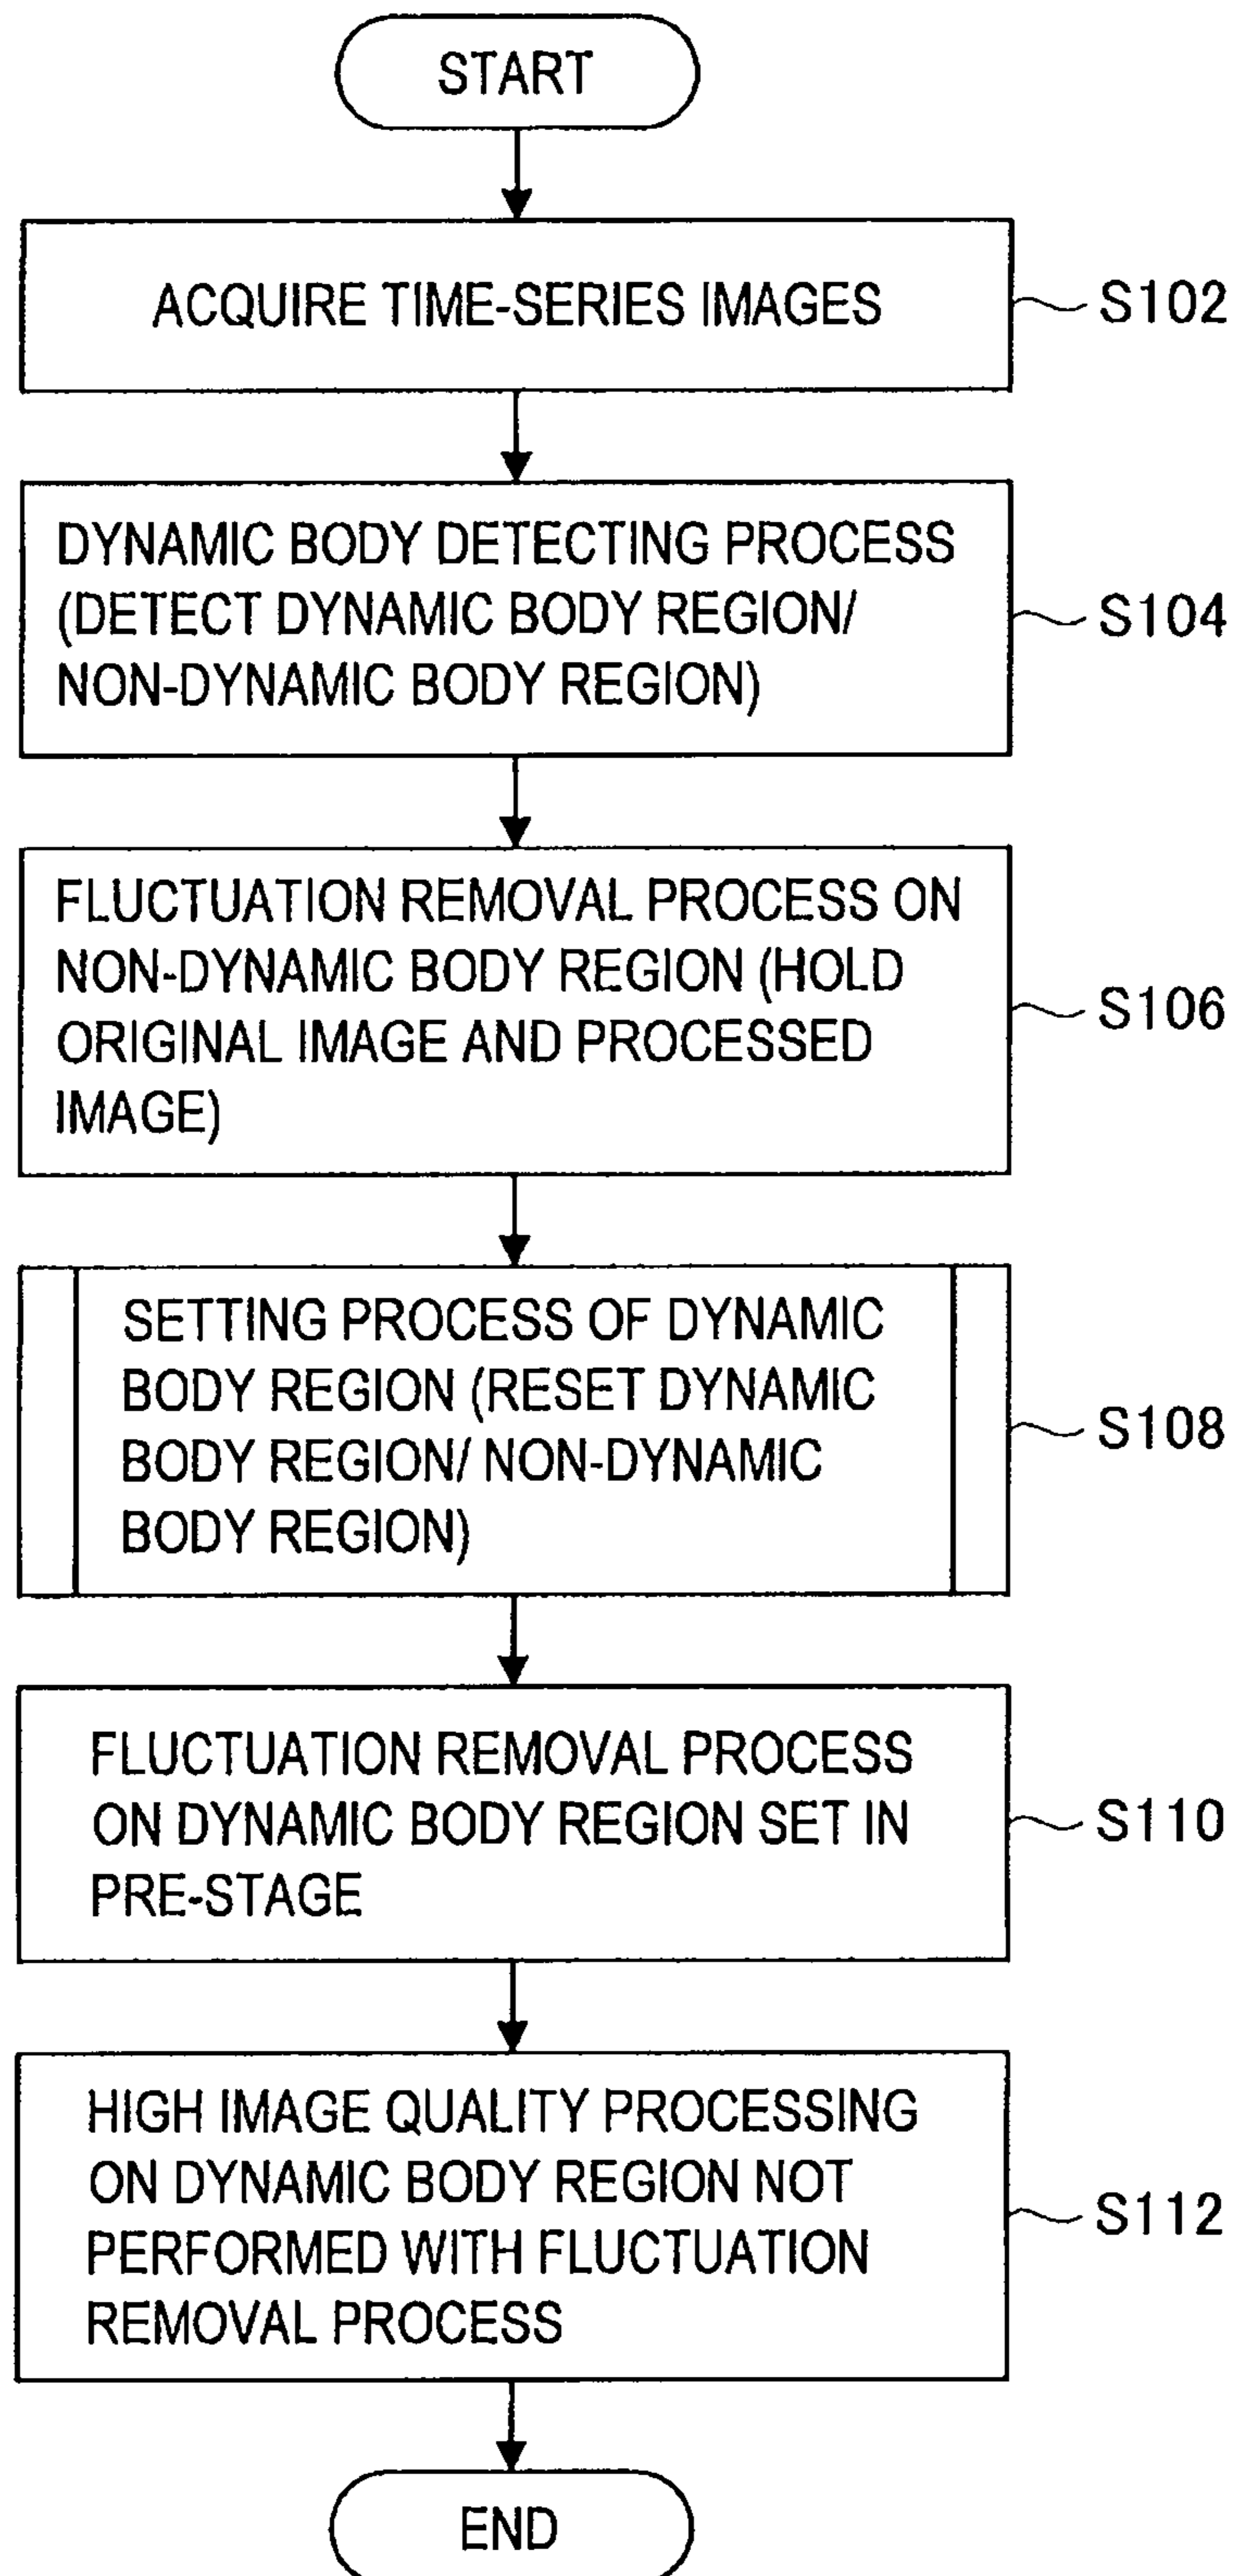 START
ACQUIRE TIME-SERIES IMAGES
S102
DYNAMIC BODY DETECTING PROCESS
(DETECT DYNAMIC BODY REGION/
NON-DYNAMIC BODY REGION)
S104
FLUCTUATION REMOVAL PROCESS ON
NON-DYNAMIC BODY REGION (HOLD
ORIGINAL IMAGE AND PROCESSED
IMAGE)
S106
SETTING PROCESS OF DYNAMIC
BODY REGION (RESET DYNAMIC
BODY REGION/ NON-DYNAMIC
BODY REGION)
S108
FLUCTUATION REMOVAL PROCESS
ON DYNAMIC BODY REGION SET IN
PRE-STAGE
S110
HIGH IMAGE QUALITY PROCESSING
ON DYNAMIC BODY REGION NOT
PERFORMED WITH FLUCTUATION
REMOVAL PROCESS
S112
END